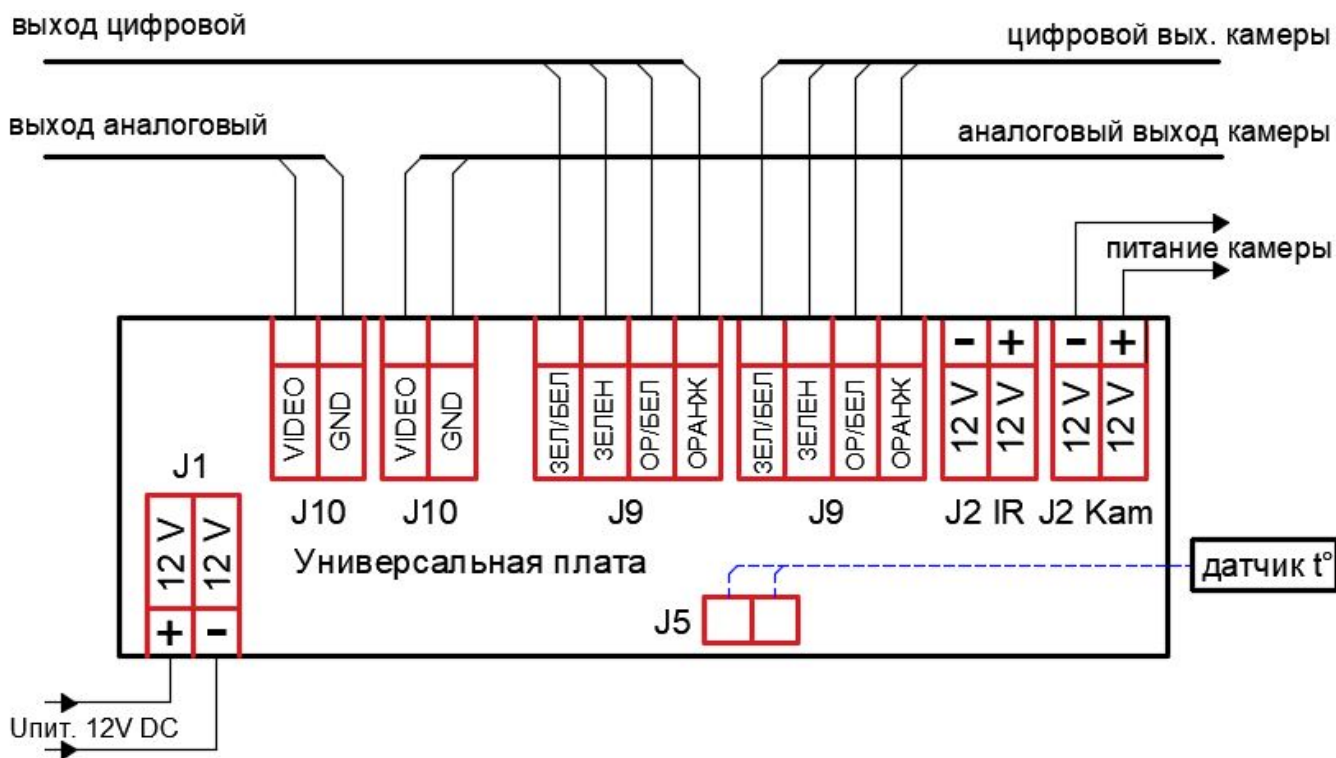 выход цифровой
цифровой вых. камеры
выход аналоговый
аналоговый выход камеры
питание камеры
- + - +
VIDEO GND VIDEO GND ЗЕЛ/БЕЛ ЗЕЛЕН ОР/БЕЛ ОРАНЖ ЗЕЛ/БЕЛ ЗЕЛЕН ОР/БЕЛ ОРАНЖ 12 V 12 V 12 V 12 V
J1
J10 J10 J9 J9 J2 IR J2 Kam
12 V 12 V
Универсальная плата
датчик t°
J5
+ -
Uпит. 12V DC